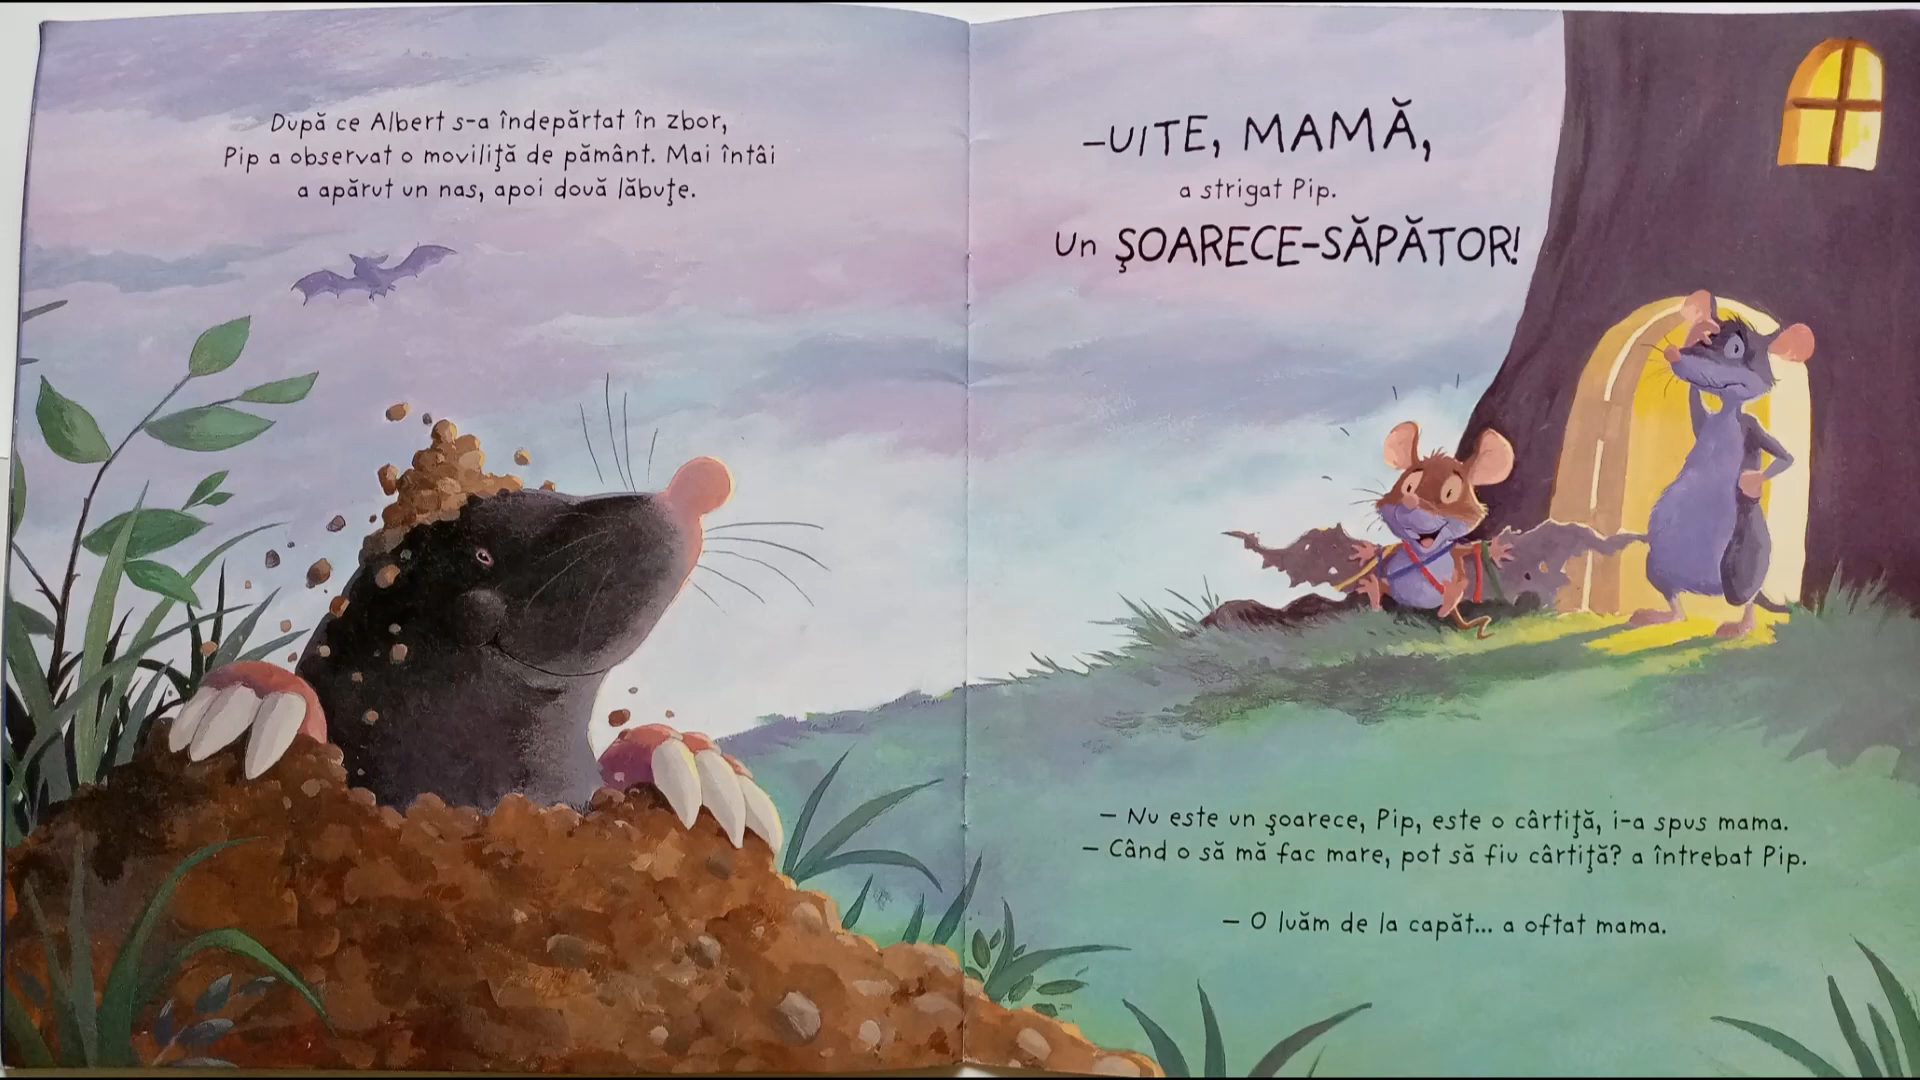 După ce Albert s-a îndepărtat în zbor,
Pip a observat o moviliţă de pământ. Mai întâi
a apărut un nas, apoi două lăbuţe.
–UITE, MAMĂ,
a strigat Pip.
Un ŞOARECE-SĂPĂTOR!
– Nu este un şoarece, Pip, este o cârtiţă, i-a spus mama.
– Când o să mă fac mare, pot să fiu cârtiţă? a întrebat Pip.
– O luăm de la capăt... a oftat mama.